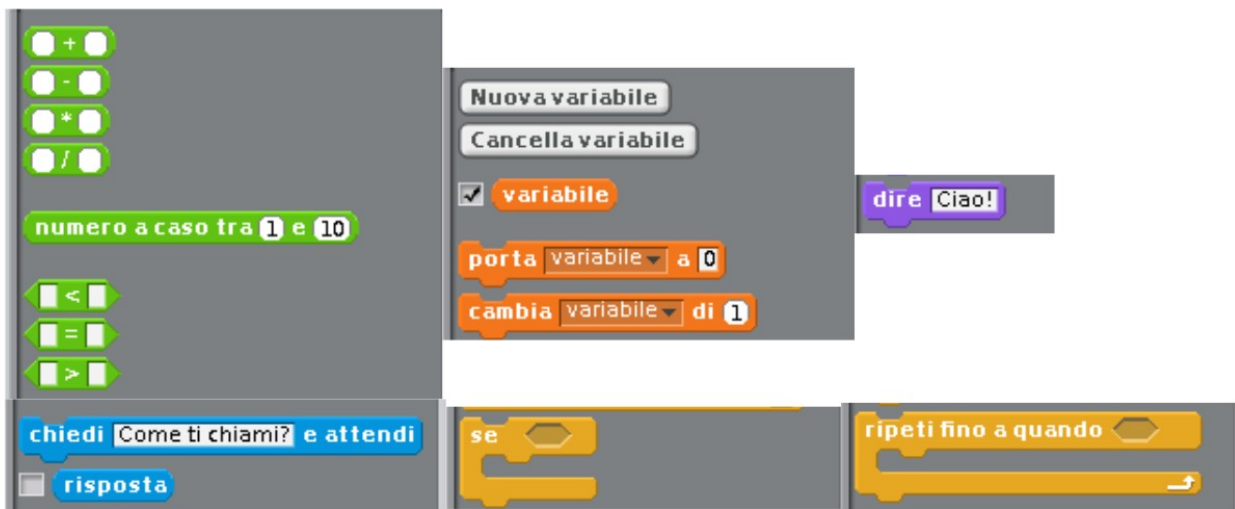 +
-
*
/
numero a caso tra 1 e 10
<
=
>
Nuova variabile
Cancella variabile
variabile
porta variabile a 0
cambia variabile di 1
dire Ciao!
chiedi Come ti chiami? e attendi
risposta
se
ripeti fino a quando